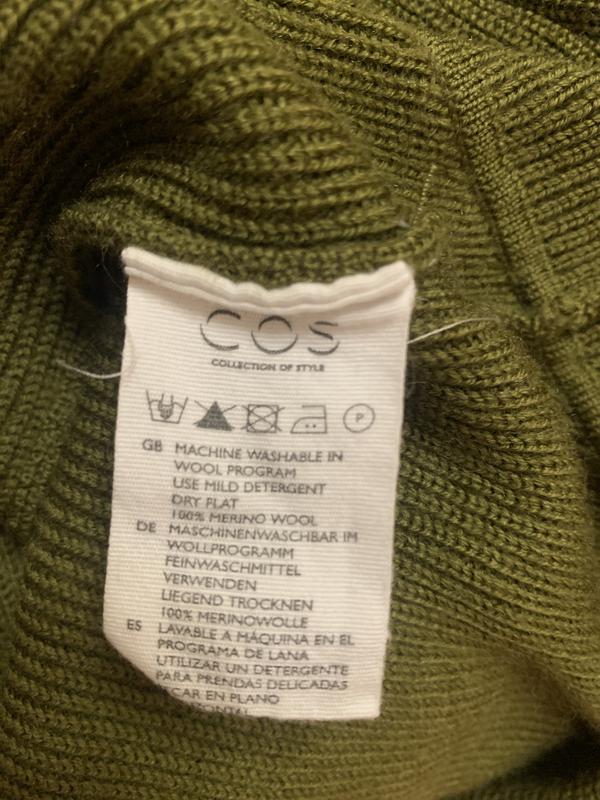 COS
COLLECTION OF STYLE
P
GB MACHINE WASHABLE IN
WOOL PROGRAM
USE MILD DETERGENT
DRY FLAT
100% MERINO WOOL
DE MASCHINENWASCHBAR IM
WOLLPROGRAMM
FEINWASCHMITTEL
VERWENDEN
LIEGEND TROCKNEN
100% MERINOWOLLE
ES LAVABLE A MÁQUINA EN EL
PROGRAMA DE LANA
UTILIZAR UN DETERGENTE
PARA PRENDAS DELICADAS
EN PLANO